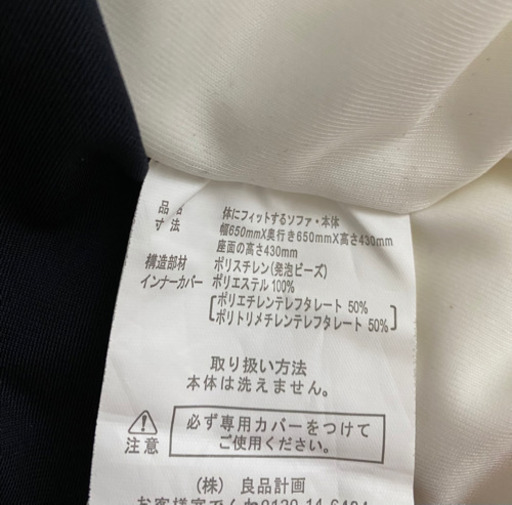 品名 体にフィットするソファ・本体
寸法 幅650mmX奥行き650mmX高さ430mm
座面の高さ430mm
構造部材 ポリスチレン(発泡ビーズ)
インナーカバー ポリエステル100%
[ポリエチレンテレフタレート 50%
ポリトリメチレンテレフタレート 50%]
取り扱い方法
本体は洗えません。
注意
必ず専用カバーをつけて
ご使用ください。
(株) 良品計画
お客様室